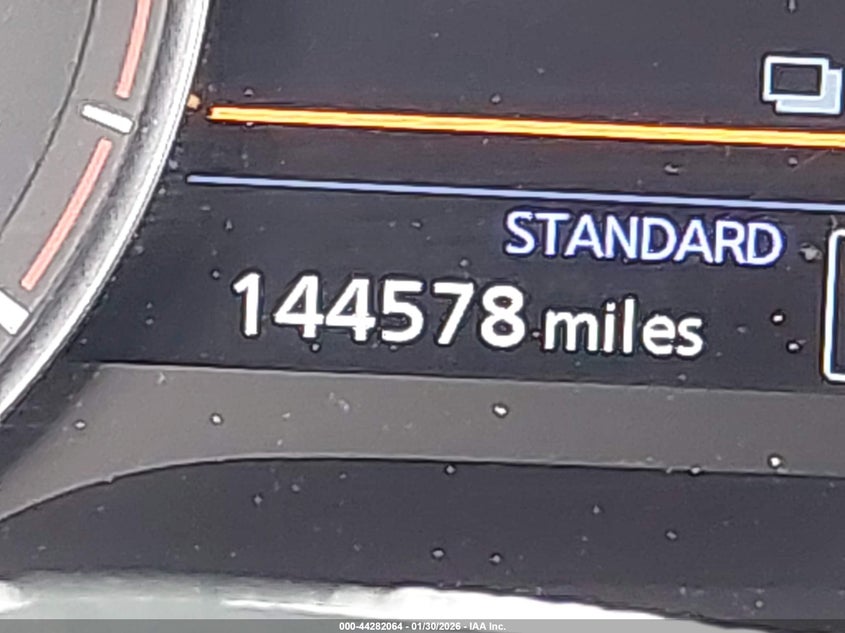 STANDARD
144578 miles
000-44282064 - 01/30/2026 - IAA Inc.